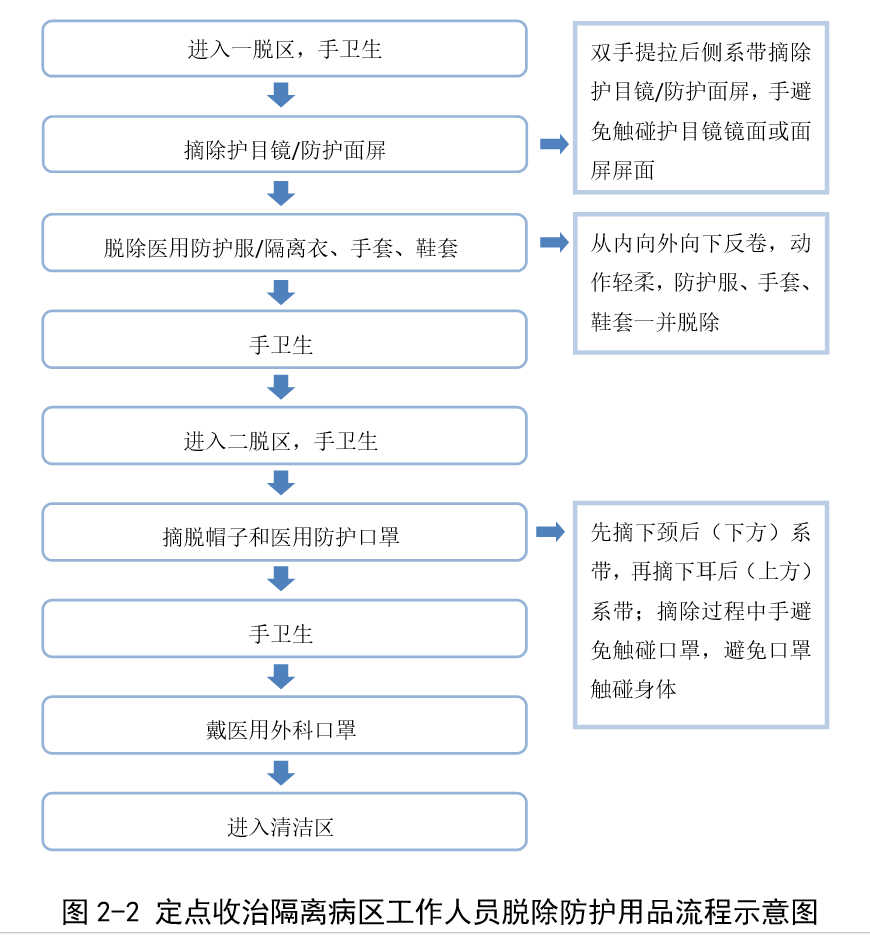 进入一脱区，手卫生
摘除护目镜/防护面屏
双手提拉后侧系带摘除
护目镜/防护面屏，手避
免触碰护目镜镜面或面
屏屏面
脱除医用防护服/隔离衣、手套、鞋套
从内向外向下反卷，动
作轻柔，防护服、手套、
鞋套一并脱除
手卫生
进入二脱区，手卫生
摘脱帽子和医用防护口罩
先摘下颈后（下方）系
带，再摘下耳后（上方）
系带；摘除过程中手避
免触碰口罩，避免口罩
触碰身体
手卫生
戴医用外科口罩
进入清洁区
图 2-2 定点收治隔离病区工作人员脱除防护用品流程示意图